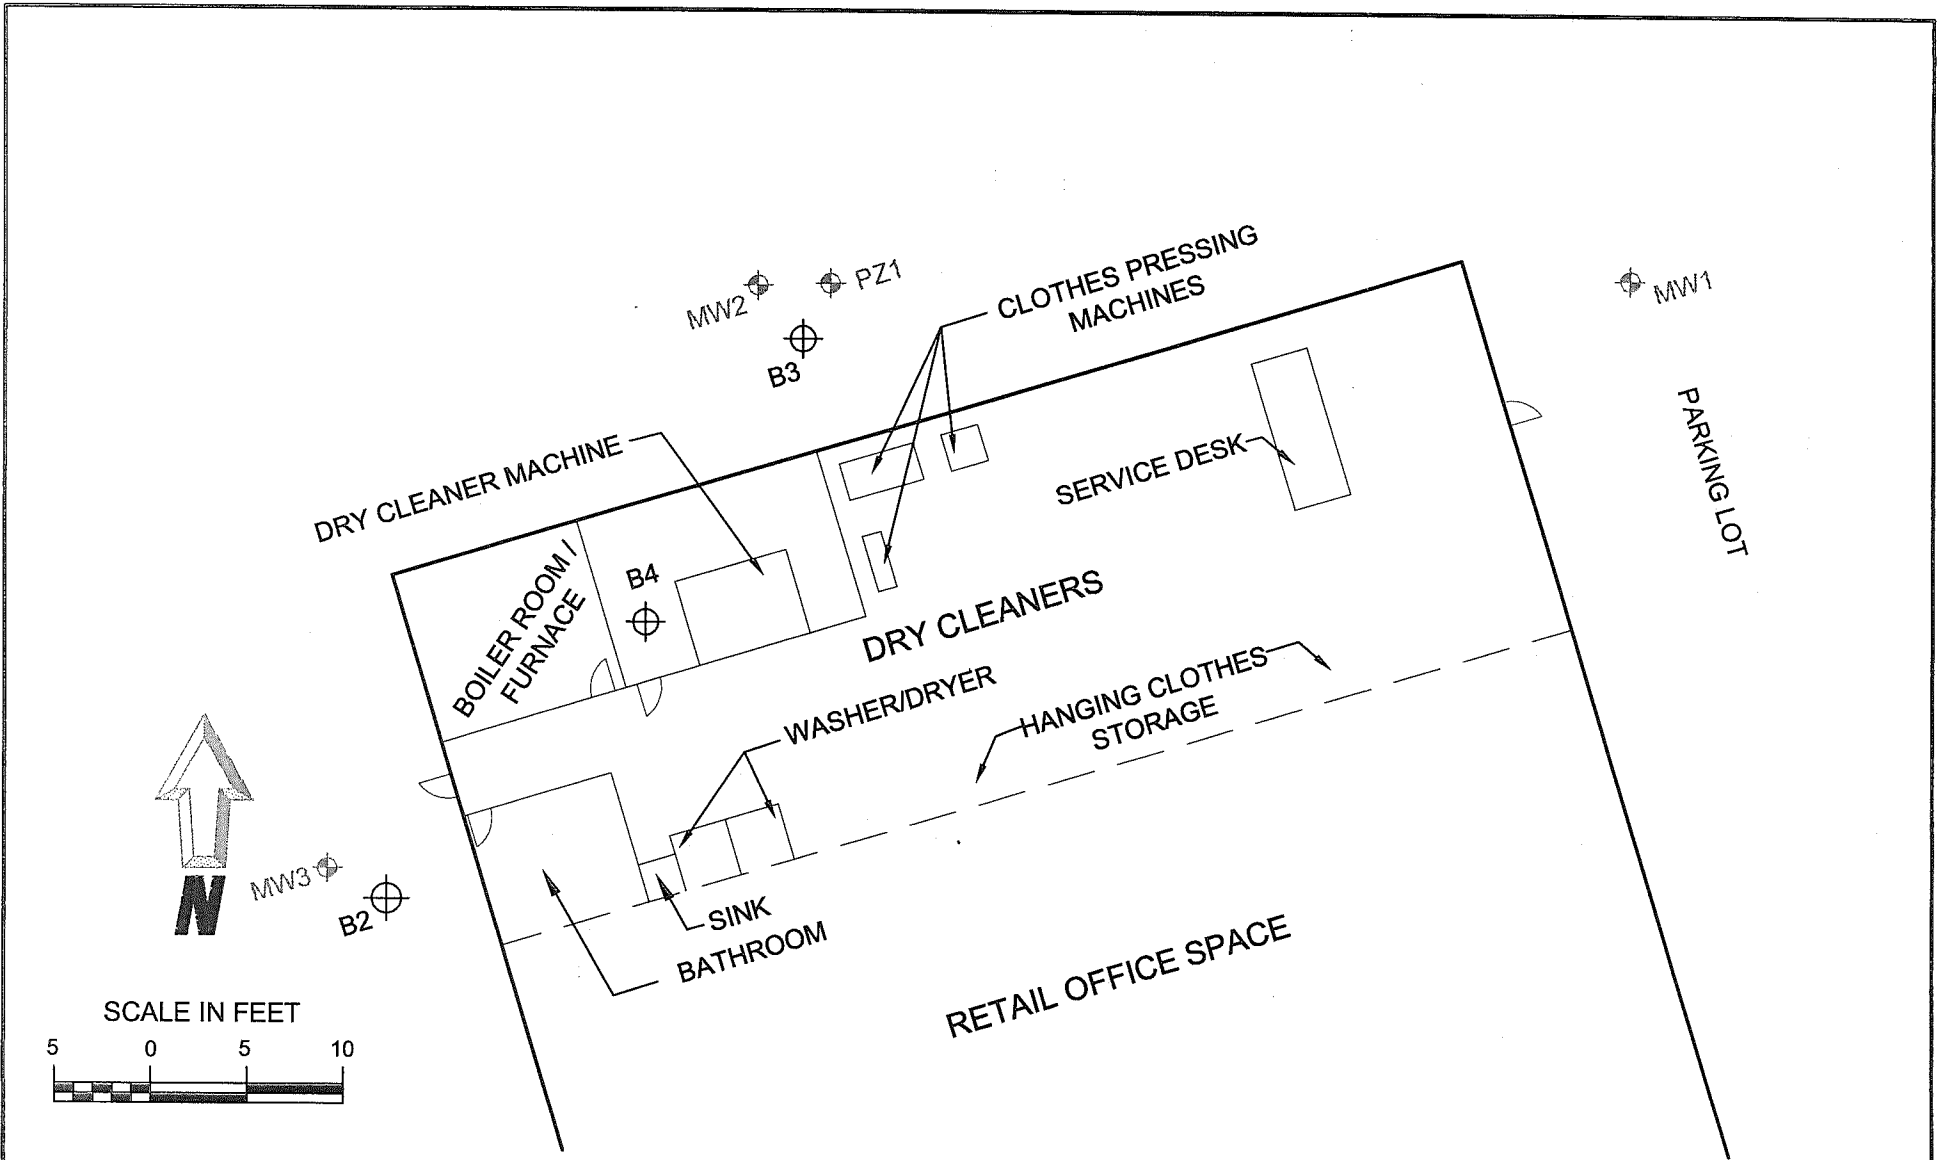 CLOTHES PRESSING
MACHINES
MW2
PZ1
MW1
B3
DRY CLEANER MACHINE
SERVICE DESK
PARKING LOT
BOILER ROOM /
FURNACE
B4
DRY CLEANERS
WASHER/DRYER
HANGING CLOTHES
STORAGE
MW3
B2
N
SINK
BATHROOM
RETAIL OFFICE SPACE
SCALE IN FEET
5 0 5 10